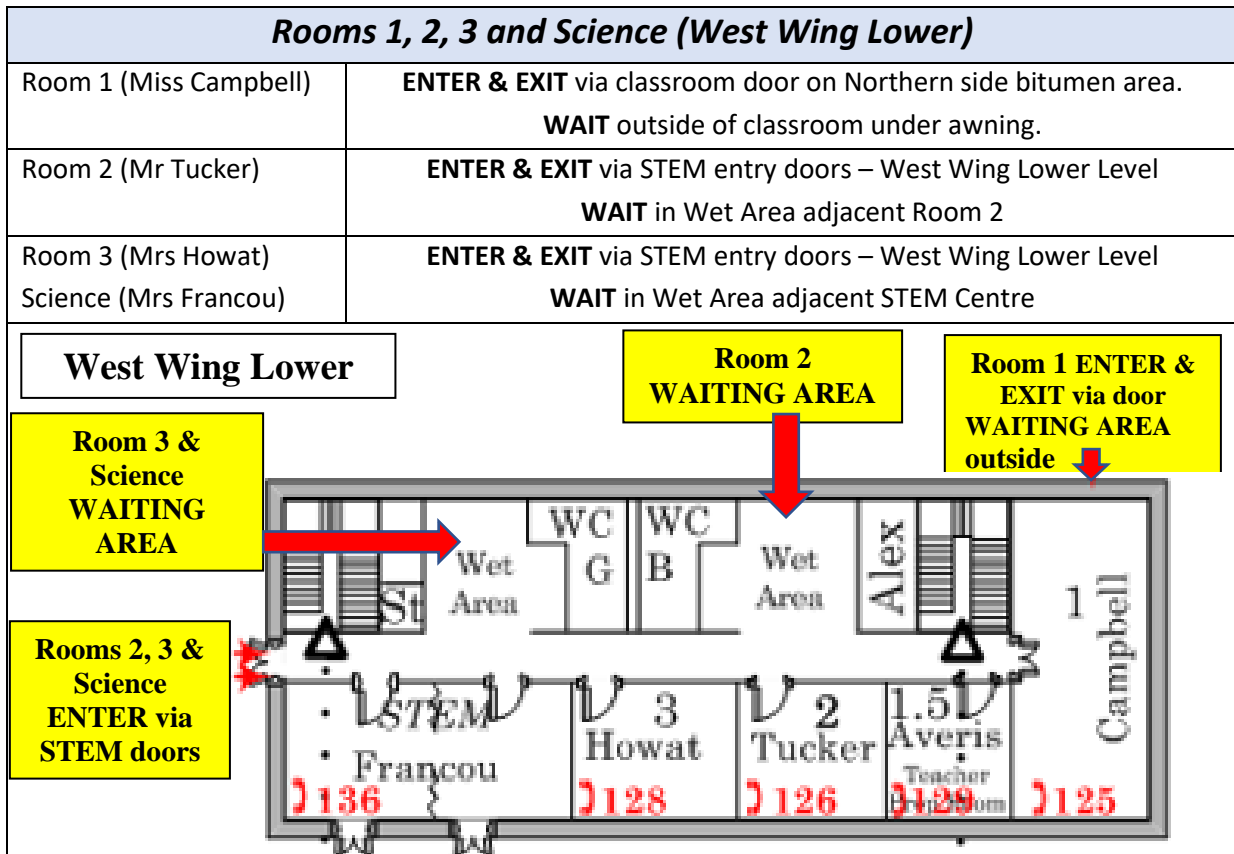 Rooms 1, 2, 3 and Science (West Wing Lower)
Room 1 (Miss Campbell)
ENTER & EXIT via classroom door on Northern side bitumen area.
WAIT outside of classroom under awning.
Room 2 (Mr Tucker)
ENTER & EXIT via STEM entry doors – West Wing Lower Level
WAIT in Wet Area adjacent Room 2
Room 3 (Mrs Howat)
Science (Mrs Francou)
ENTER & EXIT via STEM entry doors – West Wing Lower Level
WAIT in Wet Area adjacent STEM Centre
West Wing Lower
Room 2
WAITING AREA
Room 1 ENTER &
EXIT via door
WAITING AREA
outside
Room 3 &
Science
WAITING
AREA
Rooms 2, 3 &
Science
ENTER via
STEM doors
St
Wet
Area
WC
G
WC
B
Wet
Area
Alex
1
Campbell
STEM
Francou
136
3
Howat
128
2
Tucker
126
1.5
Averis
Teacher
Prep Room
129
125